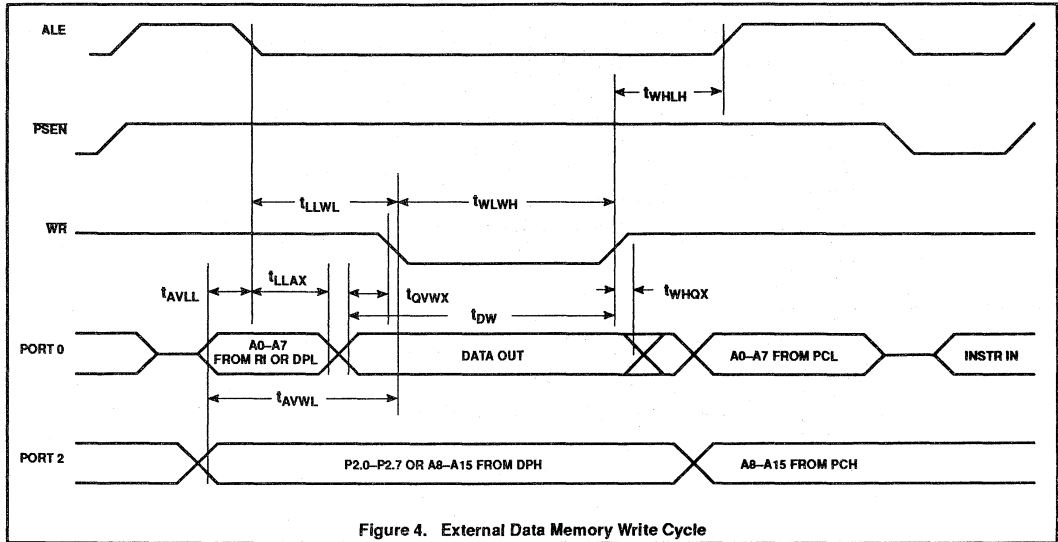 ALE
tWHLH
PSEN
tLLWL
tWLWH
WR
tAVLL
tLLAX
tQVWX
tWHQX
tDW
PORT 0
A0–A7
FROM RI OR DPL
DATA OUT
A0–A7 FROM PCL
INSTR IN
tAVWL
PORT 2
P2.0–P2.7 OR A8–A15 FROM DPH
A8–A15 FROM PCH
Figure 4. External Data Memory Write Cycle